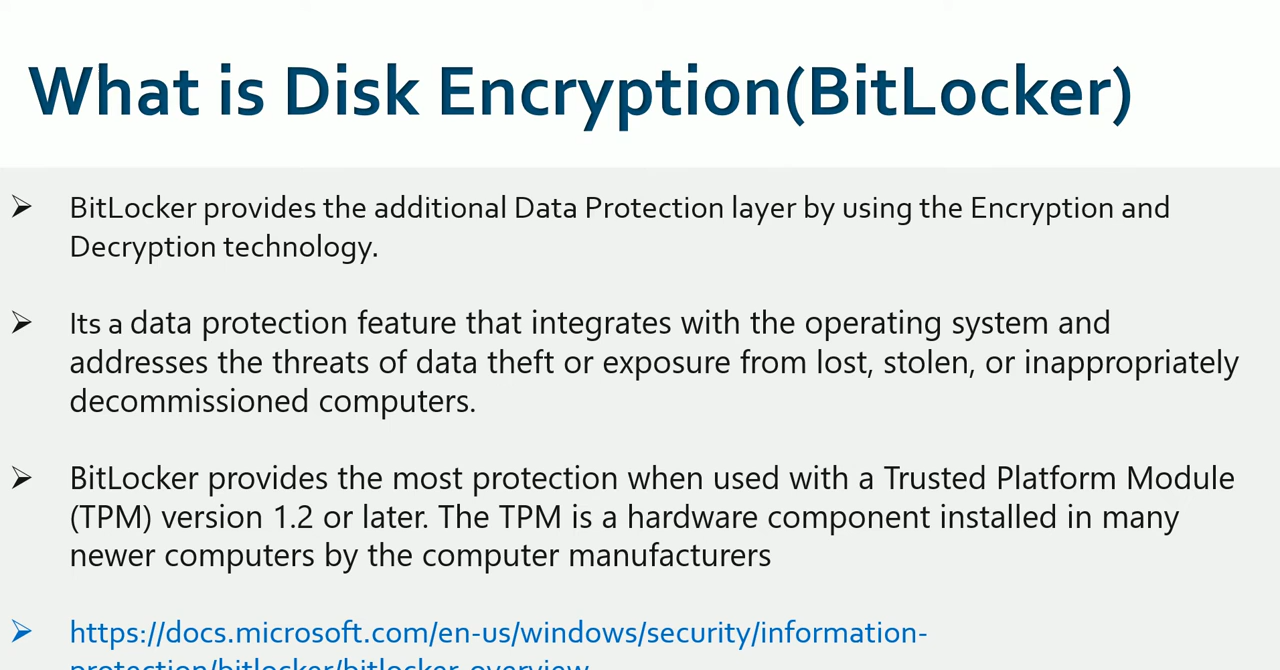 What is Disk Encryption(BitLocker)
BitLocker provides the additional Data Protection layer by using the Encryption and
Decryption technology.
Its a data protection feature that integrates with the operating system and
addresses the threats of data theft or exposure from lost, stolen, or inappropriately
decommissioned computers.
BitLocker provides the most protection when used with a Trusted Platform Module
(TPM) version 1.2 or later. The TPM is a hardware component installed in many
newer computers by the computer manufacturers
https://docs.microsoft.com/en-us/windows/security/information-
protection/bitlocker/bitlocker-overview